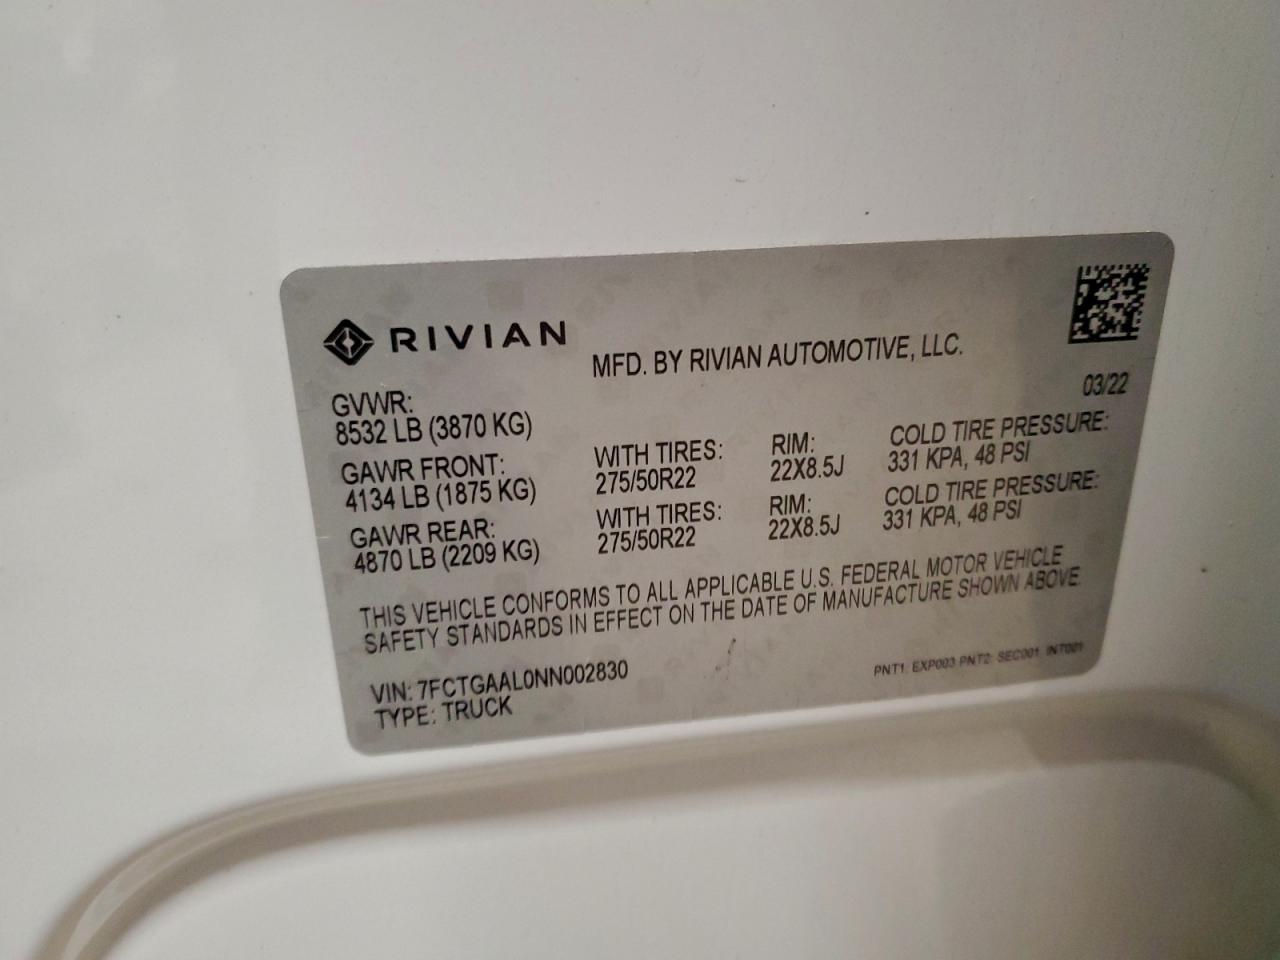 RIVIAN
MFD. BY RIVIAN AUTOMOTIVE, LLC.
03/22
GVWR:
8532 LB (3870 KG)
GAWR FRONT:
4134 LB (1875 KG)
WITH TIRES:
275/50R22
RIM:
22X8.5J
COLD TIRE PRESSURE:
331 KPA, 48 PSI
GAWR REAR:
4870 LB (2209 KG)
WITH TIRES:
275/50R22
RIM:
22X8.5J
COLD TIRE PRESSURE:
331 KPA, 48 PSI
THIS VEHICLE CONFORMS TO ALL APPLICABLE U.S. FEDERAL MOTOR VEHICLE
SAFETY STANDARDS IN EFFECT ON THE DATE OF MANUFACTURE SHOWN ABOVE
VIN: 7FCTGAAL0NN002830
TYPE: TRUCK
PNT1: EXP003 PNT2: SEC001 INT001